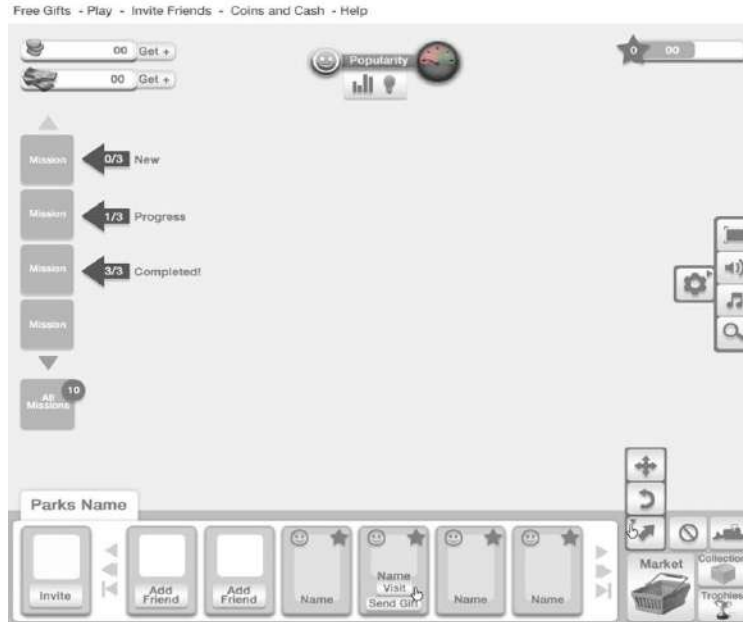 Free Gifts - Play - Invite Friends - Coins and Cash - Help
00 Get +
Popularity
0 00
00 Get +
Mission 0/3 New
Mission 1/3 Progress
Mission 3/3 Completed!
Mission
All Missions 10
Parks Name
Invite
Add Friend
Add Friend
Name
Name
Visit
Send Gift
Name
Name
Market
Collection
Trophies